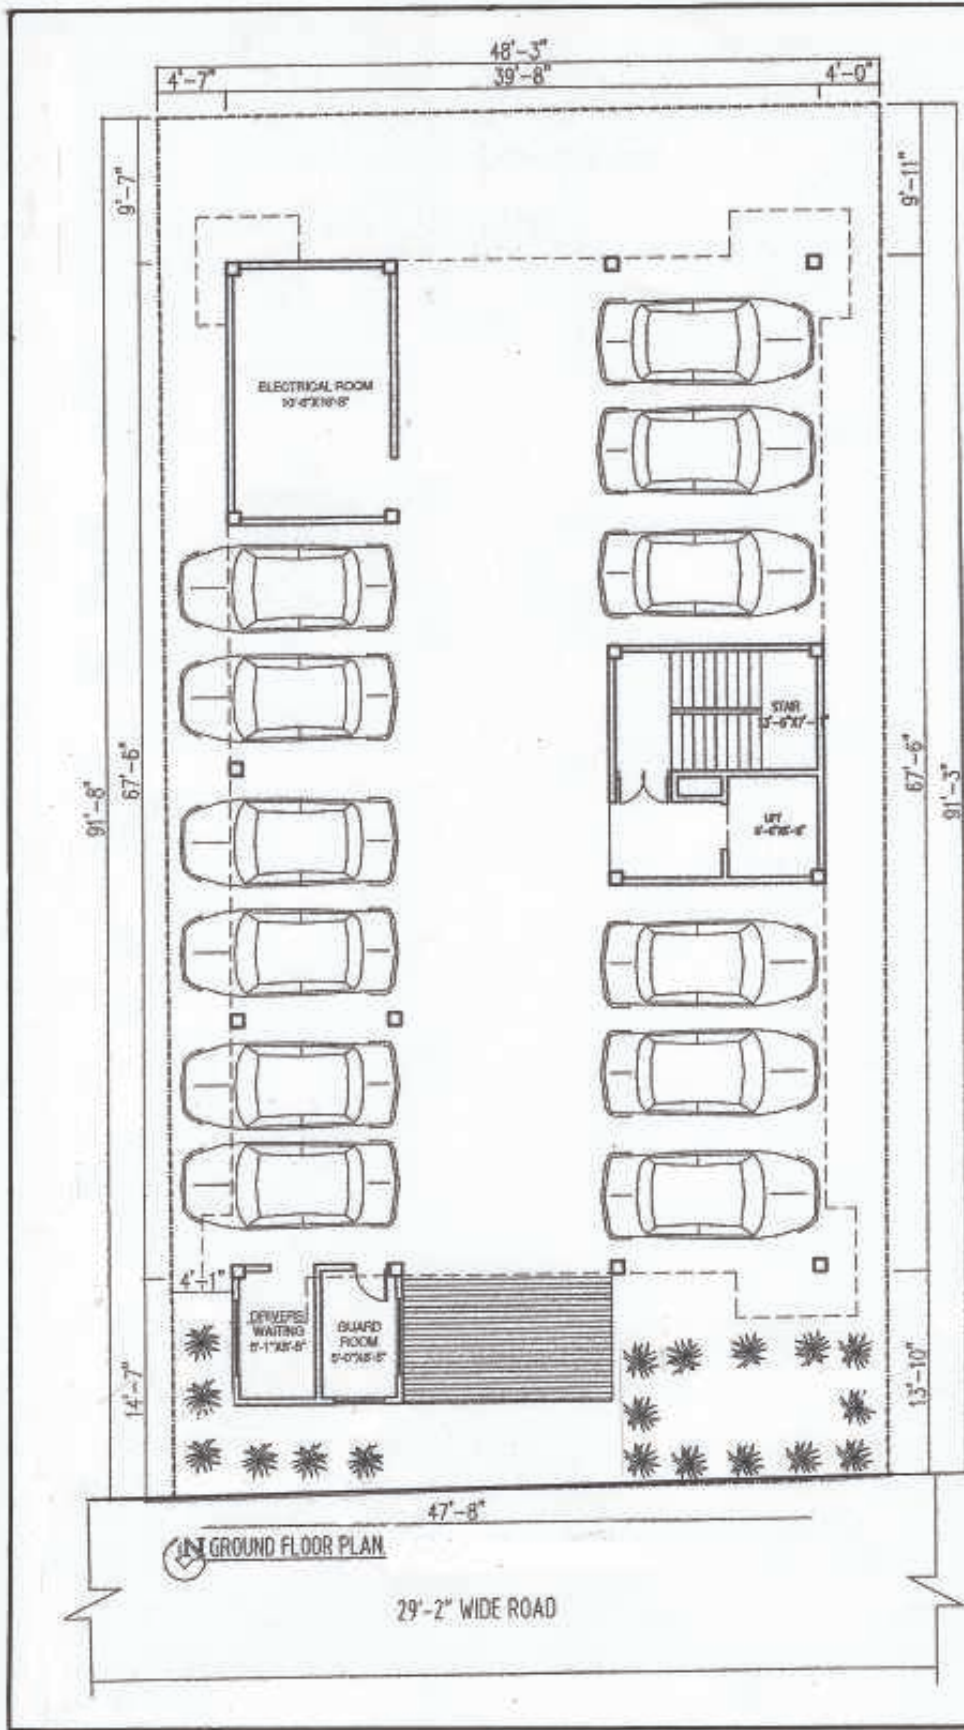 48'-3"
4'-7"
39'-8"
4'-0"
9'-7"
9'-11"
ELECTRICAL ROOM
STAIR
67'-6"
91'-8"
67'-6"
91'-3"
LIFT
4'-1"
DRIVERS
WAITING
GUARD
ROOM
14'-7"
13'-10"
47'-8"
N
GROUND FLOOR PLAN
29'-2" WIDE ROAD